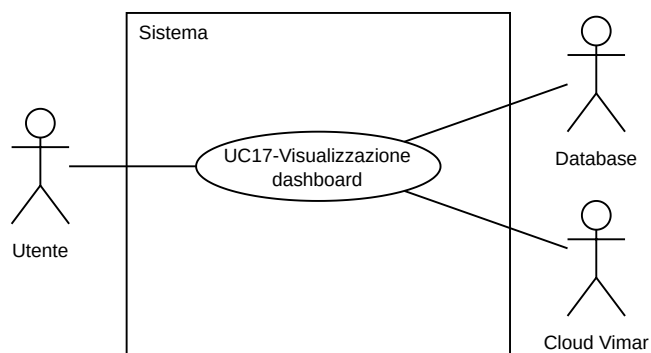 Sistema
UC17-Visualizzazione
dashboard
Utente
Database
Cloud Vimar